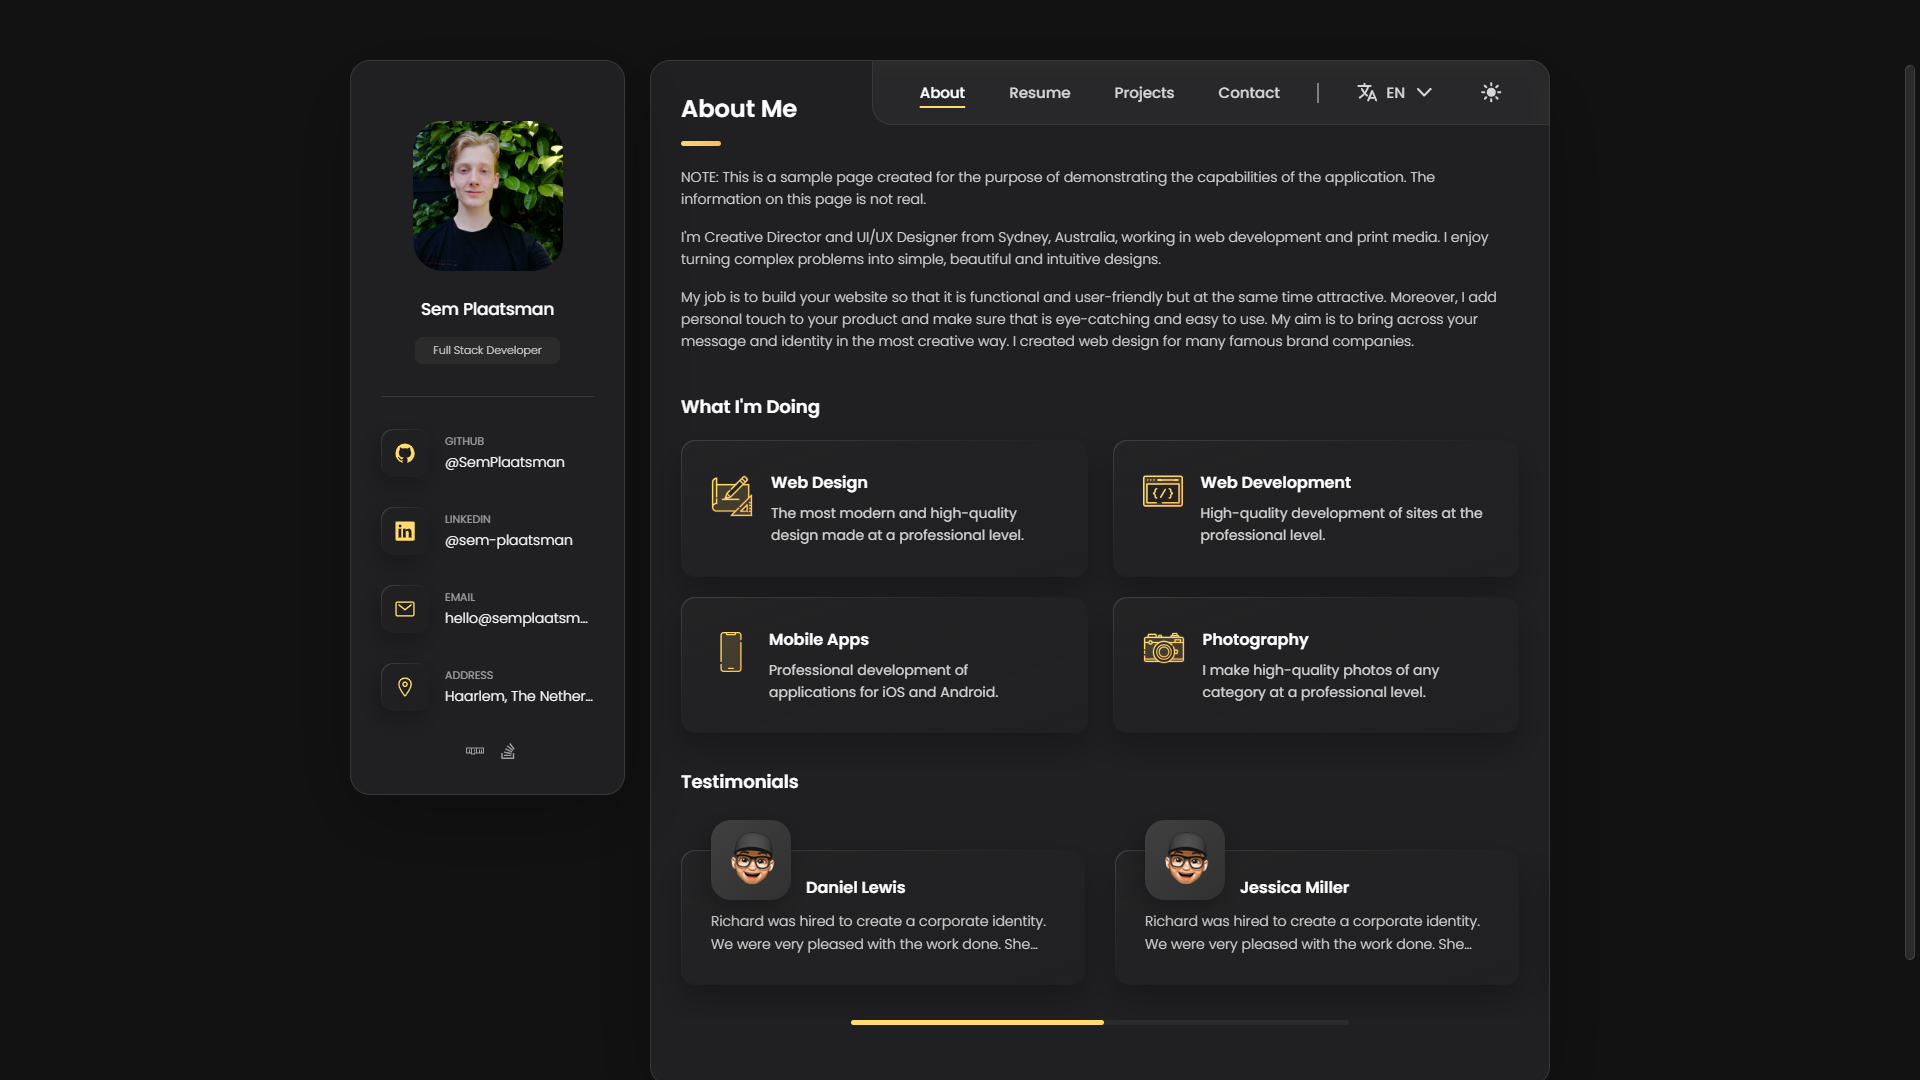 Sem Plaatsman
Full Stack Developer
GITHUB
@SemPlaatsman
LINKEDIN
@sem-plaatsman
EMAIL
hello@semplaatsm...
ADDRESS
Haarlem, The Nether...
npm
About Me
About
Resume
Projects
Contact
EN
NOTE: This is a sample page created for the purpose of demonstrating the capabilities of the application. The
information on this page is not real.
I'm Creative Director and UI/UX Designer from Sydney, Australia, working in web development and print media. I enjoy
turning complex problems into simple, beautiful and intuitive designs.
My job is to build your website so that it is functional and user-friendly but at the same time attractive. Moreover, I add
personal touch to your product and make sure that is eye-catching and easy to use. My aim is to bring across your
message and identity in the most creative way. I created web design for many famous brand companies.
What I'm Doing
Web Design
The most modern and high-quality
design made at a professional level.
Web Development
High-quality development of sites at the
professional level.
Mobile Apps
Professional development of
applications for iOS and Android.
Photography
I make high-quality photos of any
category at a professional level.
Testimonials
Daniel Lewis
Richard was hired to create a corporate identity.
We were very pleased with the work done. She...
Jessica Miller
Richard was hired to create a corporate identity.
We were very pleased with the work done. She...